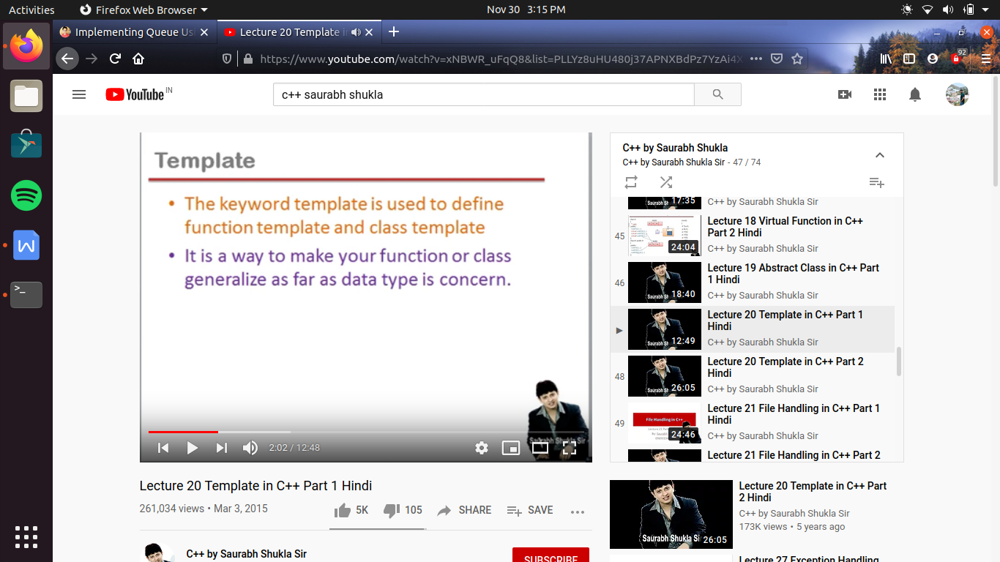 Activities
Firefox Web Browser
Nov 30 3:15 PM
Implementing Queue Us
Lecture 20 Template i
https://www.youtube.com/watch?v=xNBWR_uFqQ8&list=PLLYz8uHU480j37APNXBdPz7YzAi4X
92
YouTube IN
c++ saurabh shukla
Template
• The keyword template is used to define
function template and class template
• It is a way to make your function or class
generalize as far as data type is concern.
Saurabh Shukla Sir
2:02 / 12:48
C++ by Saurabh Shukla
C++ by Saurabh Shukla Sir - 47 / 74
17:35
C++ by Saurabh Shukla Sir
45
24:04
Lecture 18 Virtual Function in C++
Part 2 Hindi
C++ by Saurabh Shukla Sir
46
18:40
Lecture 19 Abstract Class in C++ Part
1 Hindi
C++ by Saurabh Shukla Sir
12:49
Lecture 20 Template in C++ Part 1
Hindi
C++ by Saurabh Shukla Sir
48
26:05
Lecture 20 Template in C++ Part 2
Hindi
C++ by Saurabh Shukla Sir
49
File Handling in C++
24:46
Lecture 21 File Handling in C++ Part 1
Hindi
C++ by Saurabh Shukla Sir
Lecture 21 File Handling in C++ Part 2
Lecture 20 Template in C++ Part 1 Hindi
261,034 views • Mar 3, 2015
5K
105
SHARE
SAVE
C++ by Saurabh Shukla Sir
SUBSCRIBE
Saurabh Shukla Si
26:05
Lecture 20 Template in C++ Part
2 Hindi
C++ by Saurabh Shukla Sir
173K views • 5 years ago
Lecture 27 Exception Handling